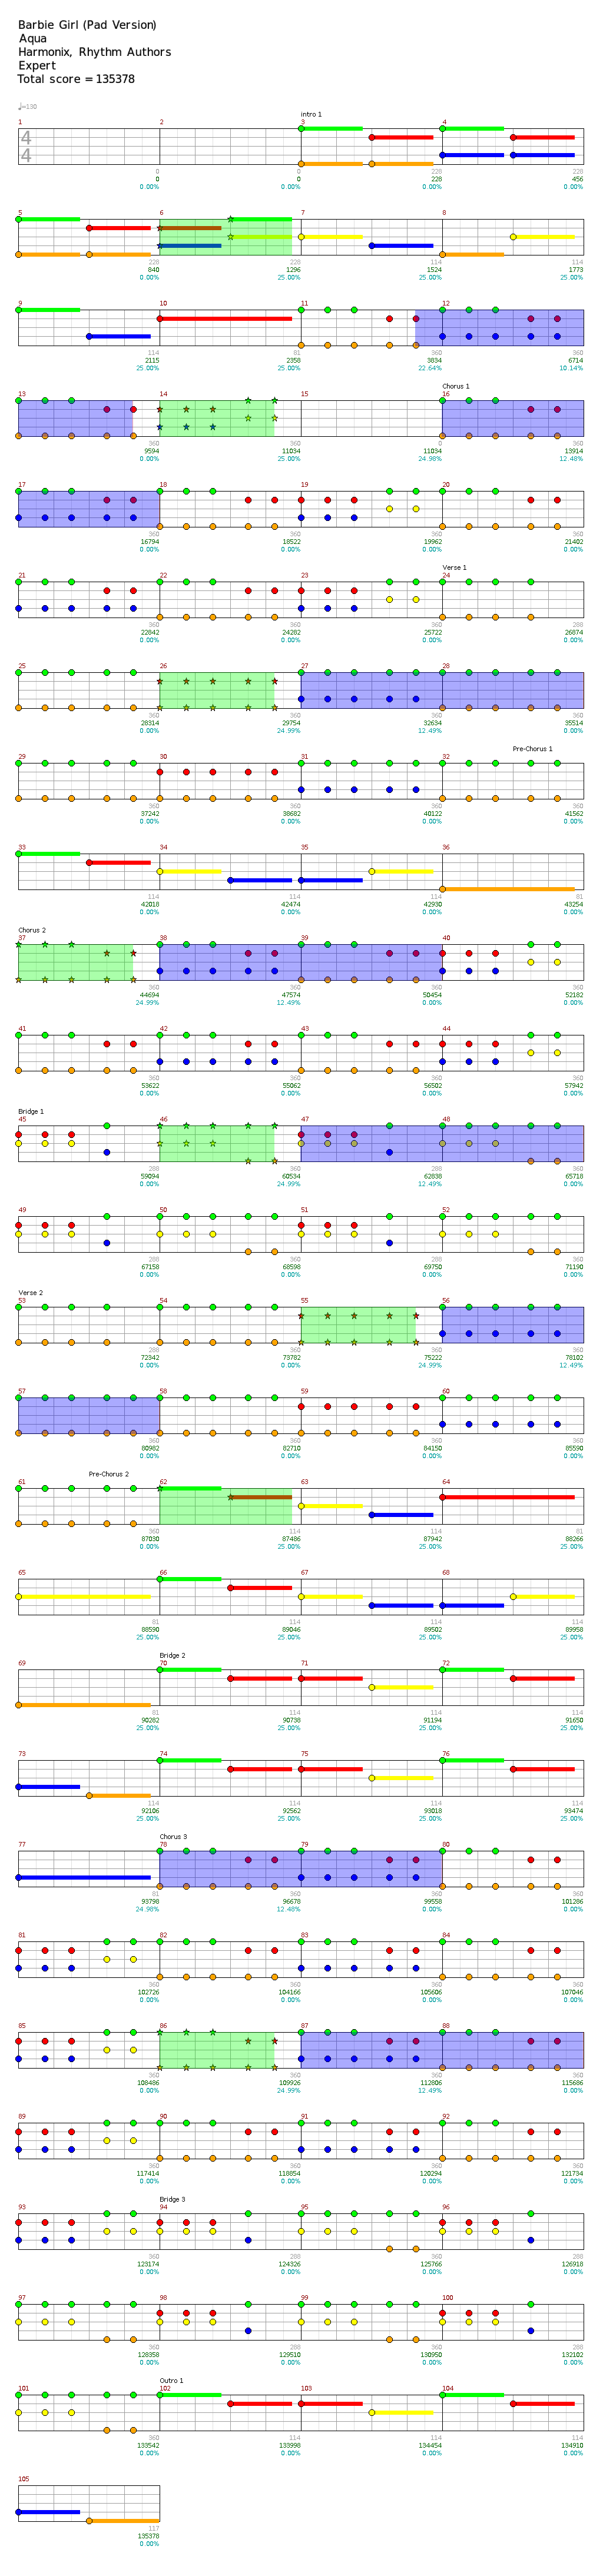 Barbie Girl (Pad Version)
Aqua
Harmonix, Rhythm Authors
Expert
Total score = 135378
♩=130
intro 1
1 2 3 4
4
4
0 0 228 228
0 0 228 456
0.00% 0.00% 0.00% 0.00%
5 6 7 8
228 228 114 114
840 1296 1524 1773
0.00% 25.00% 25.00% 25.00%
9 10 11 12
114 81 360 360
2115 2358 3834 6714
25.00% 25.00% 22.64% 10.14%
Chorus 1
13 14 15 16
360 360 0 360
9594 11034 11034 13914
0.00% 25.00% 24.98% 12.48%
17 18 19 20
360 360 360 360
16794 18522 19962 21402
0.00% 0.00% 0.00% 0.00%
Verse 1
21 22 23 24
360 360 360 288
22842 24282 25722 26874
0.00% 0.00% 0.00% 0.00%
25 26 27 28
360 360 360 360
28314 29754 32634 35514
0.00% 24.99% 12.49% 0.00%
Pre-Chorus 1
29 30 31 32
360 360 360 360
37242 38682 40122 41562
0.00% 0.00% 0.00% 0.00%
33 34 35 36
114 114 114 81
42018 42474 42930 43254
0.00% 0.00% 0.00% 0.00%
Chorus 2
37 38 39 40
360 360 360 360
44694 47574 50454 52182
24.99% 12.49% 0.00% 0.00%
41 42 43 44
360 360 360 360
53622 55062 56502 57942
0.00% 0.00% 0.00% 0.00%
Bridge 1
45 46 47 48
288 360 288 360
59094 60534 62838 65718
0.00% 24.99% 12.49% 0.00%
49 50 51 52
288 360 288 360
67158 68598 69750 71190
0.00% 0.00% 0.00% 0.00%
Verse 2
53 54 55 56
288 360 360 360
72342 73782 75222 78102
0.00% 0.00% 24.99% 12.49%
57 58 59 60
360 360 360 360
80982 82710 84150 85590
0.00% 0.00% 0.00% 0.00%
Pre-Chorus 2
61 62 63 64
360 114 114 81
87030 87486 87942 88266
0.00% 25.00% 25.00% 25.00%
65 66 67 68
81 114 114 114
88590 89046 89502 89958
25.00% 25.00% 25.00% 25.00%
Bridge 2
69 70 71 72
81 114 114 114
90282 90738 91194 91650
25.00% 25.00% 25.00% 25.00%
73 74 75 76
114 114 114 114
92106 92562 93018 93474
25.00% 25.00% 25.00% 25.00%
Chorus 3
77 78 79 80
81 360 360 360
93798 96678 99558 101286
24.98% 12.48% 0.00% 0.00%
81 82 83 84
360 360 360 360
102726 104166 105606 107046
0.00% 0.00% 0.00% 0.00%
85 86 87 88
360 360 360 360
108486 109926 112806 115686
0.00% 24.99% 12.49% 0.00%
89 90 91 92
360 360 360 360
117414 118854 120294 121734
0.00% 0.00% 0.00% 0.00%
Bridge 3
93 94 95 96
360 288 360 288
123174 124326 125766 126918
0.00% 0.00% 0.00% 0.00%
97 98 99 100
360 288 360 288
128358 129510 130950 132102
0.00% 0.00% 0.00% 0.00%
Outro 1
101 102 103 104
360 114 114 114
133542 133998 134454 134910
0.00% 0.00% 0.00% 0.00%
105
117
135378
0.00%